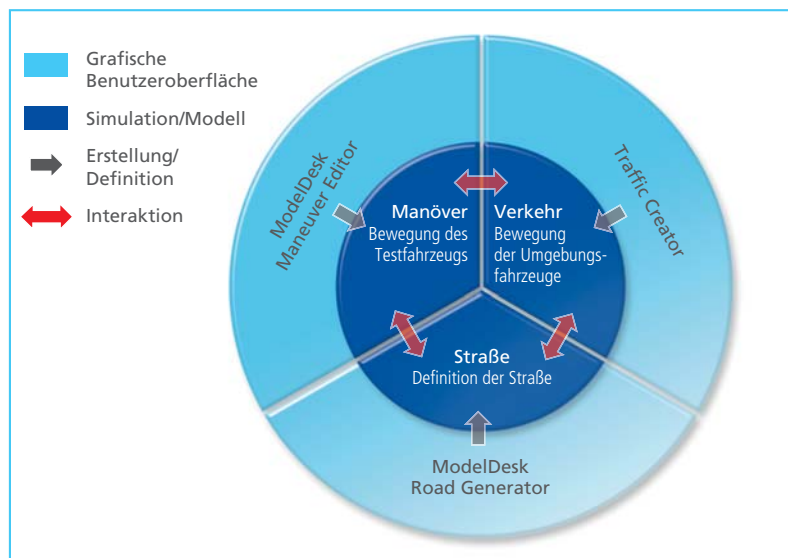 Grafische
Benutzeroberfläche
Simulation/Modell
Erstellung/
Definition
Interaktion
ModelDesk
Maneuver Editor
Traffic Creator
Manöver
Bewegung des
Testfahrzeugs
Verkehr
Bewegung
der Umgebungs-
fahrzeuge
Straße
Definition der Straße
ModelDesk
Road Generator